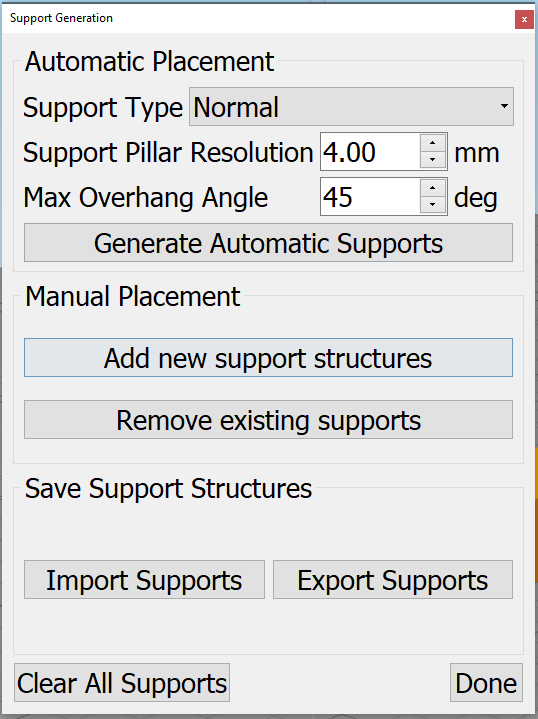 Support Generation
Automatic Placement
Support Type Normal
Support Pillar Resolution 4.00 mm
Max Overhang Angle 45 deg
Generate Automatic Supports
Manual Placement
Add new support structures
Remove existing supports
Save Support Structures
Import Supports Export Supports
Clear All Supports Done